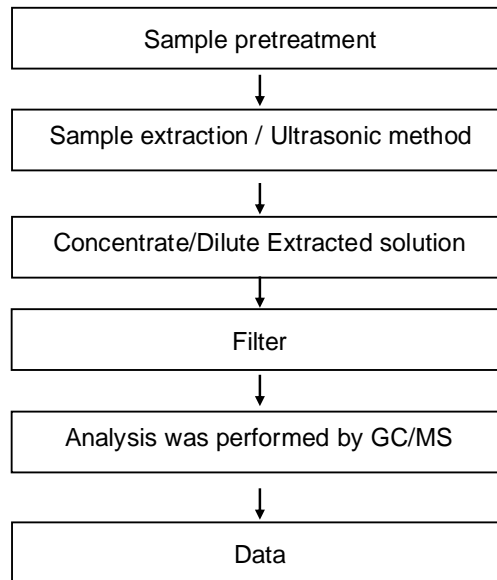 Sample pretreatment
Sample extraction / Ultrasonic method
Concentrate/Dilute Extracted solution
Filter
Analysis was performed by GC/MS
Data